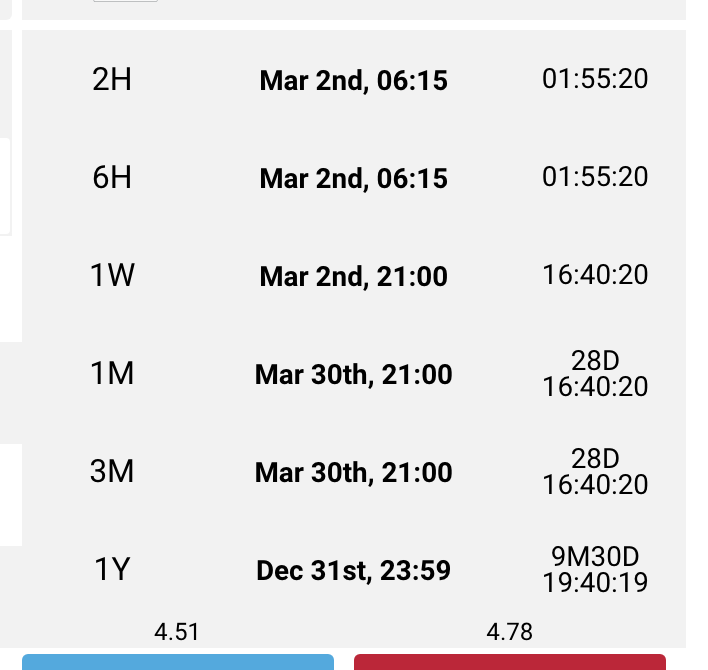 2H Mar 2nd, 06:15 01:55:20
6H Mar 2nd, 06:15 01:55:20
1W Mar 2nd, 21:00 16:40:20
1M Mar 30th, 21:00 28D
16:40:20
3M Mar 30th, 21:00 28D
16:40:20
1Y Dec 31st, 23:59 9M30D
19:40:19
4.51 4.78